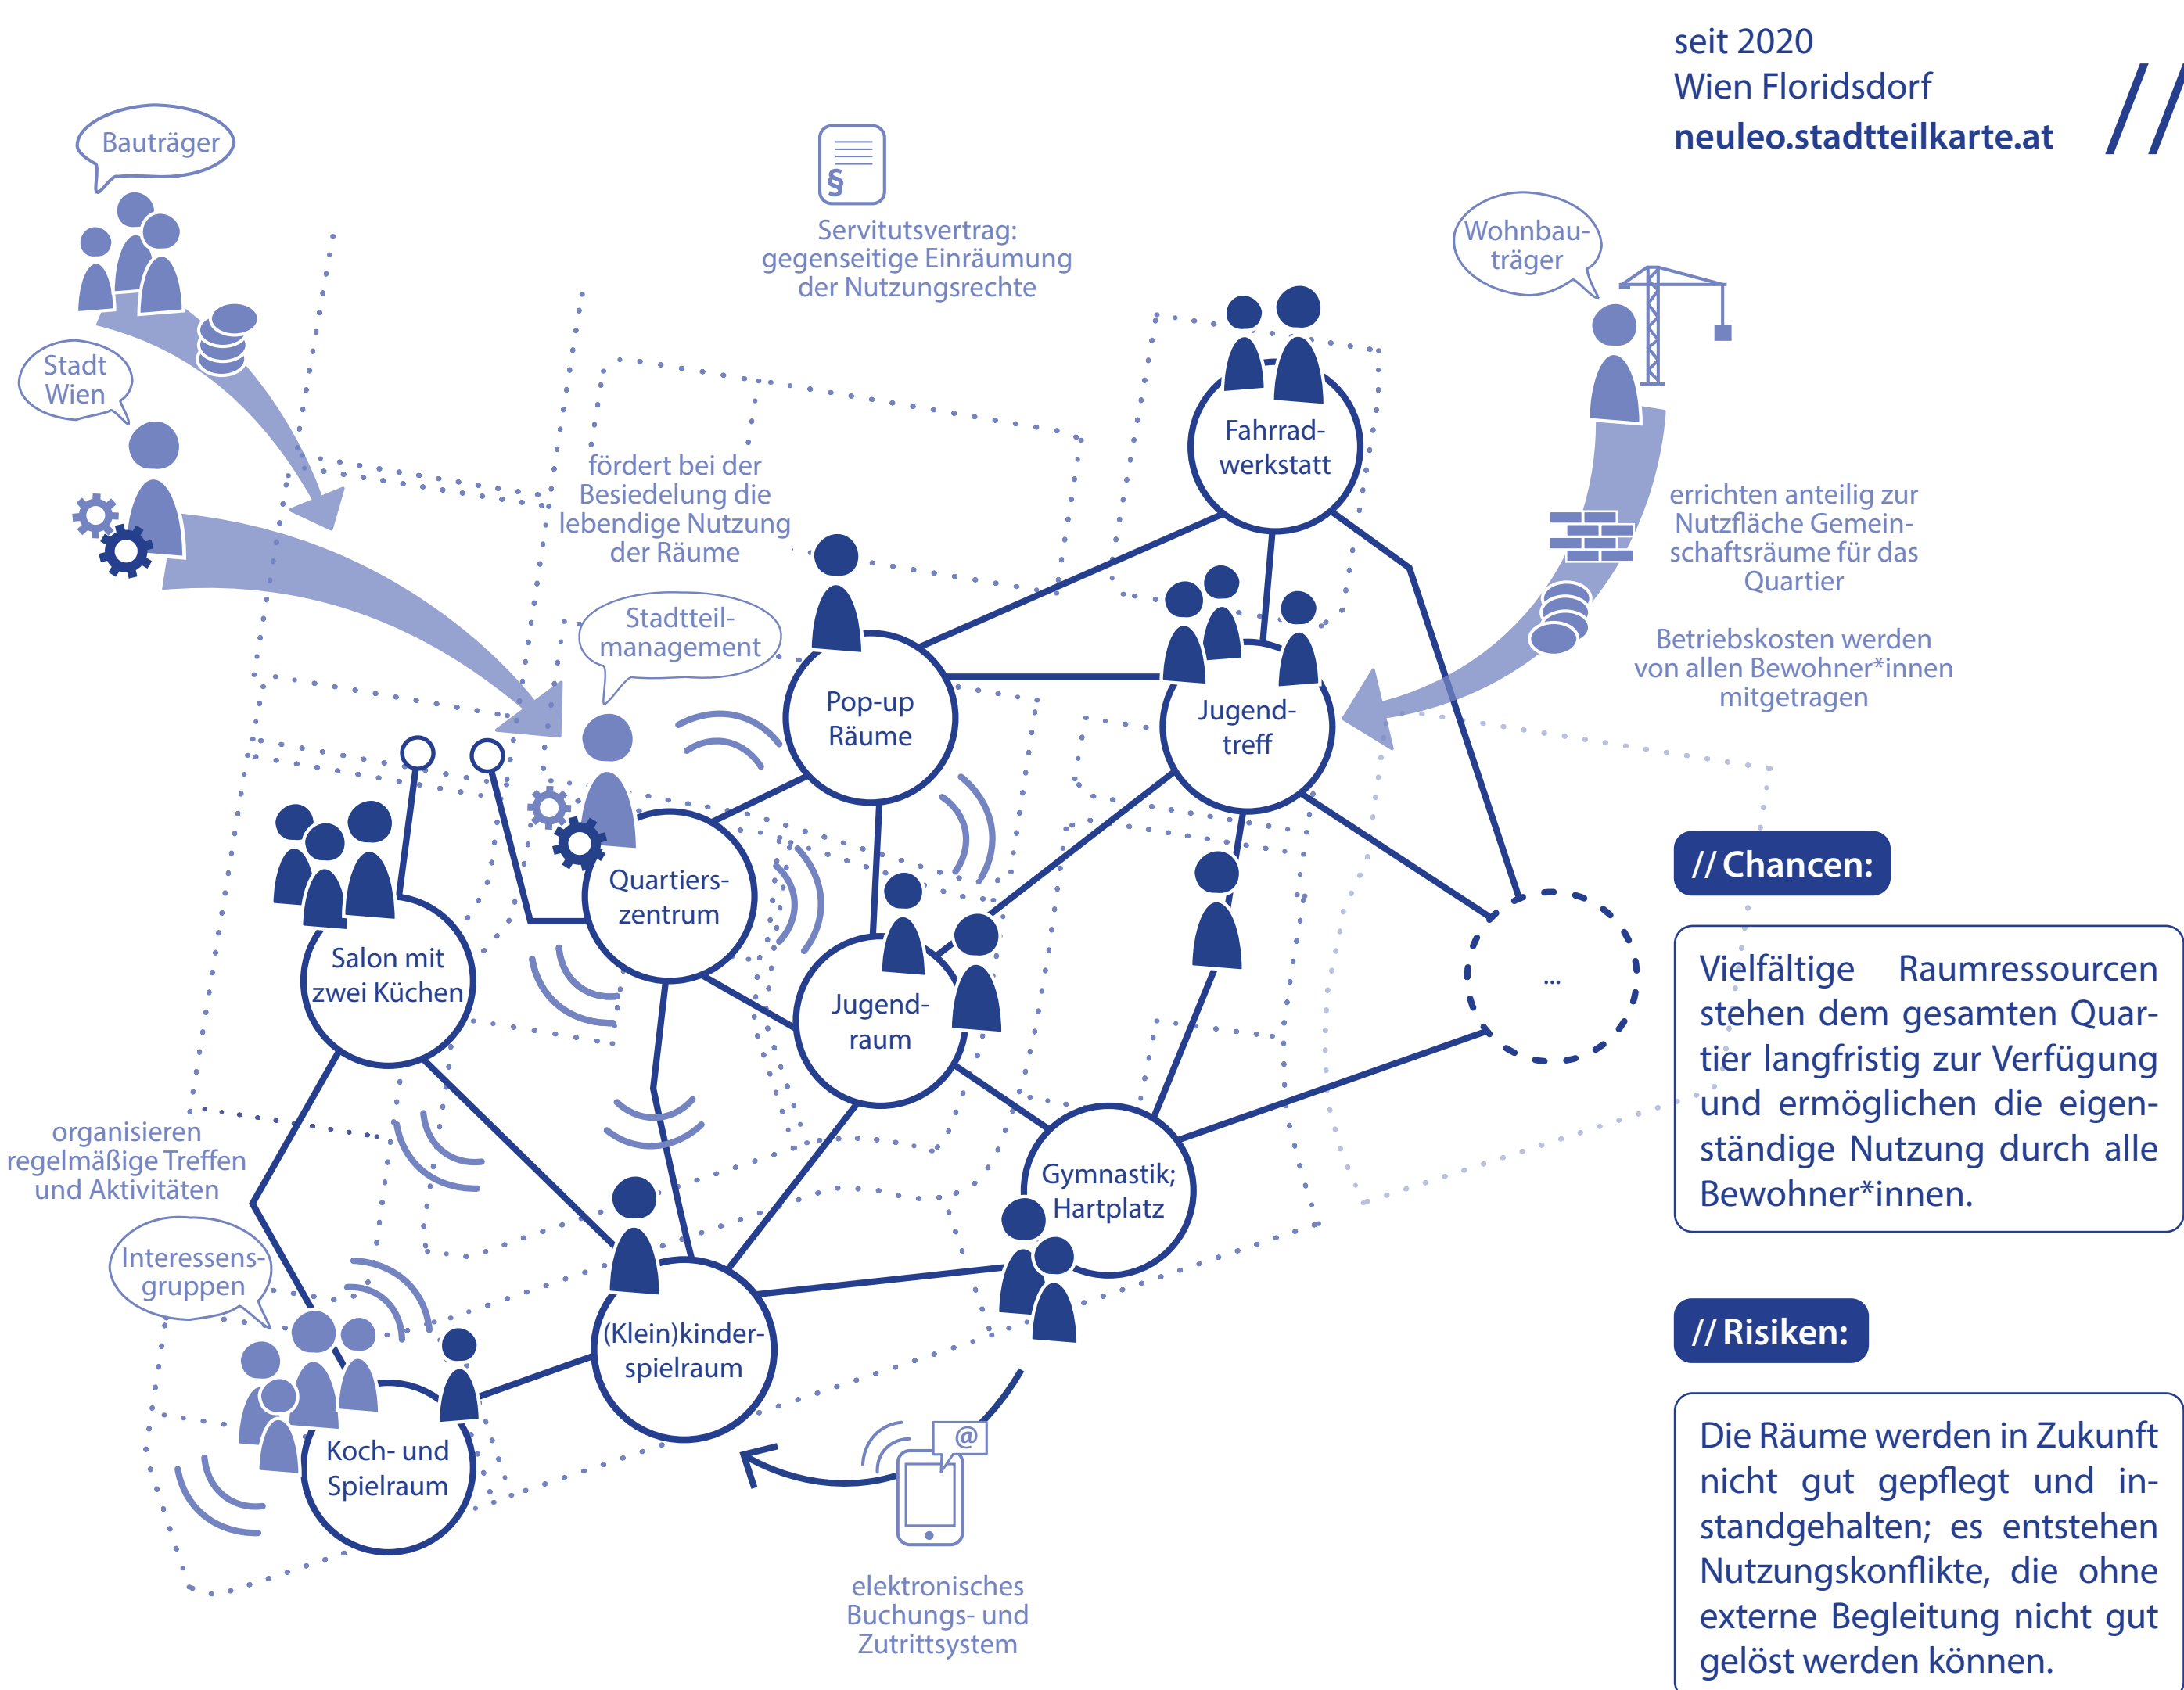 seit 2020
Wien Floridsdorf
neuleo.stadtteilkarte.at
//
Bauträger
Stadt
Wien
§
Servitutsvertrag:
gegenseitige Einräumung
der Nutzungsrechte
Wohnbau-
träger
fördert bei der
Besiedelung die
lebendige Nutzung
der Räume
Stadtteil-
management
Fahrrad-
werkstatt
errichten anteilig zur
Nutzfläche Gemein-
schaftsräume für das
Quartier
Betriebskosten werden
von allen Bewohner*innen
mitgetragen
Pop-up
Räume
Jugend-
treff
Quartiers-
zentrum
Salon mit
zwei Küchen
Jugend-
raum
...
organisieren
regelmäßige Treffen
und Aktivitäten
Interessens-
gruppen
Gymnastik;
Hartplatz
(Klein)kinder-
spielraum
Koch- und
Spielraum
@
elektronisches
Buchungs- und
Zutrittsystem
// Chancen:
Vielfältige Raumressourcen
stehen dem gesamten Quar-
tier langfristig zur Verfügung
und ermöglichen die eigen-
ständige Nutzung durch alle
Bewohner*innen.
// Risiken:
Die Räume werden in Zukunft
nicht gut gepflegt und in-
standgehalten; es entstehen
Nutzungskonflikte, die ohne
externe Begleitung nicht gut
gelöst werden können.